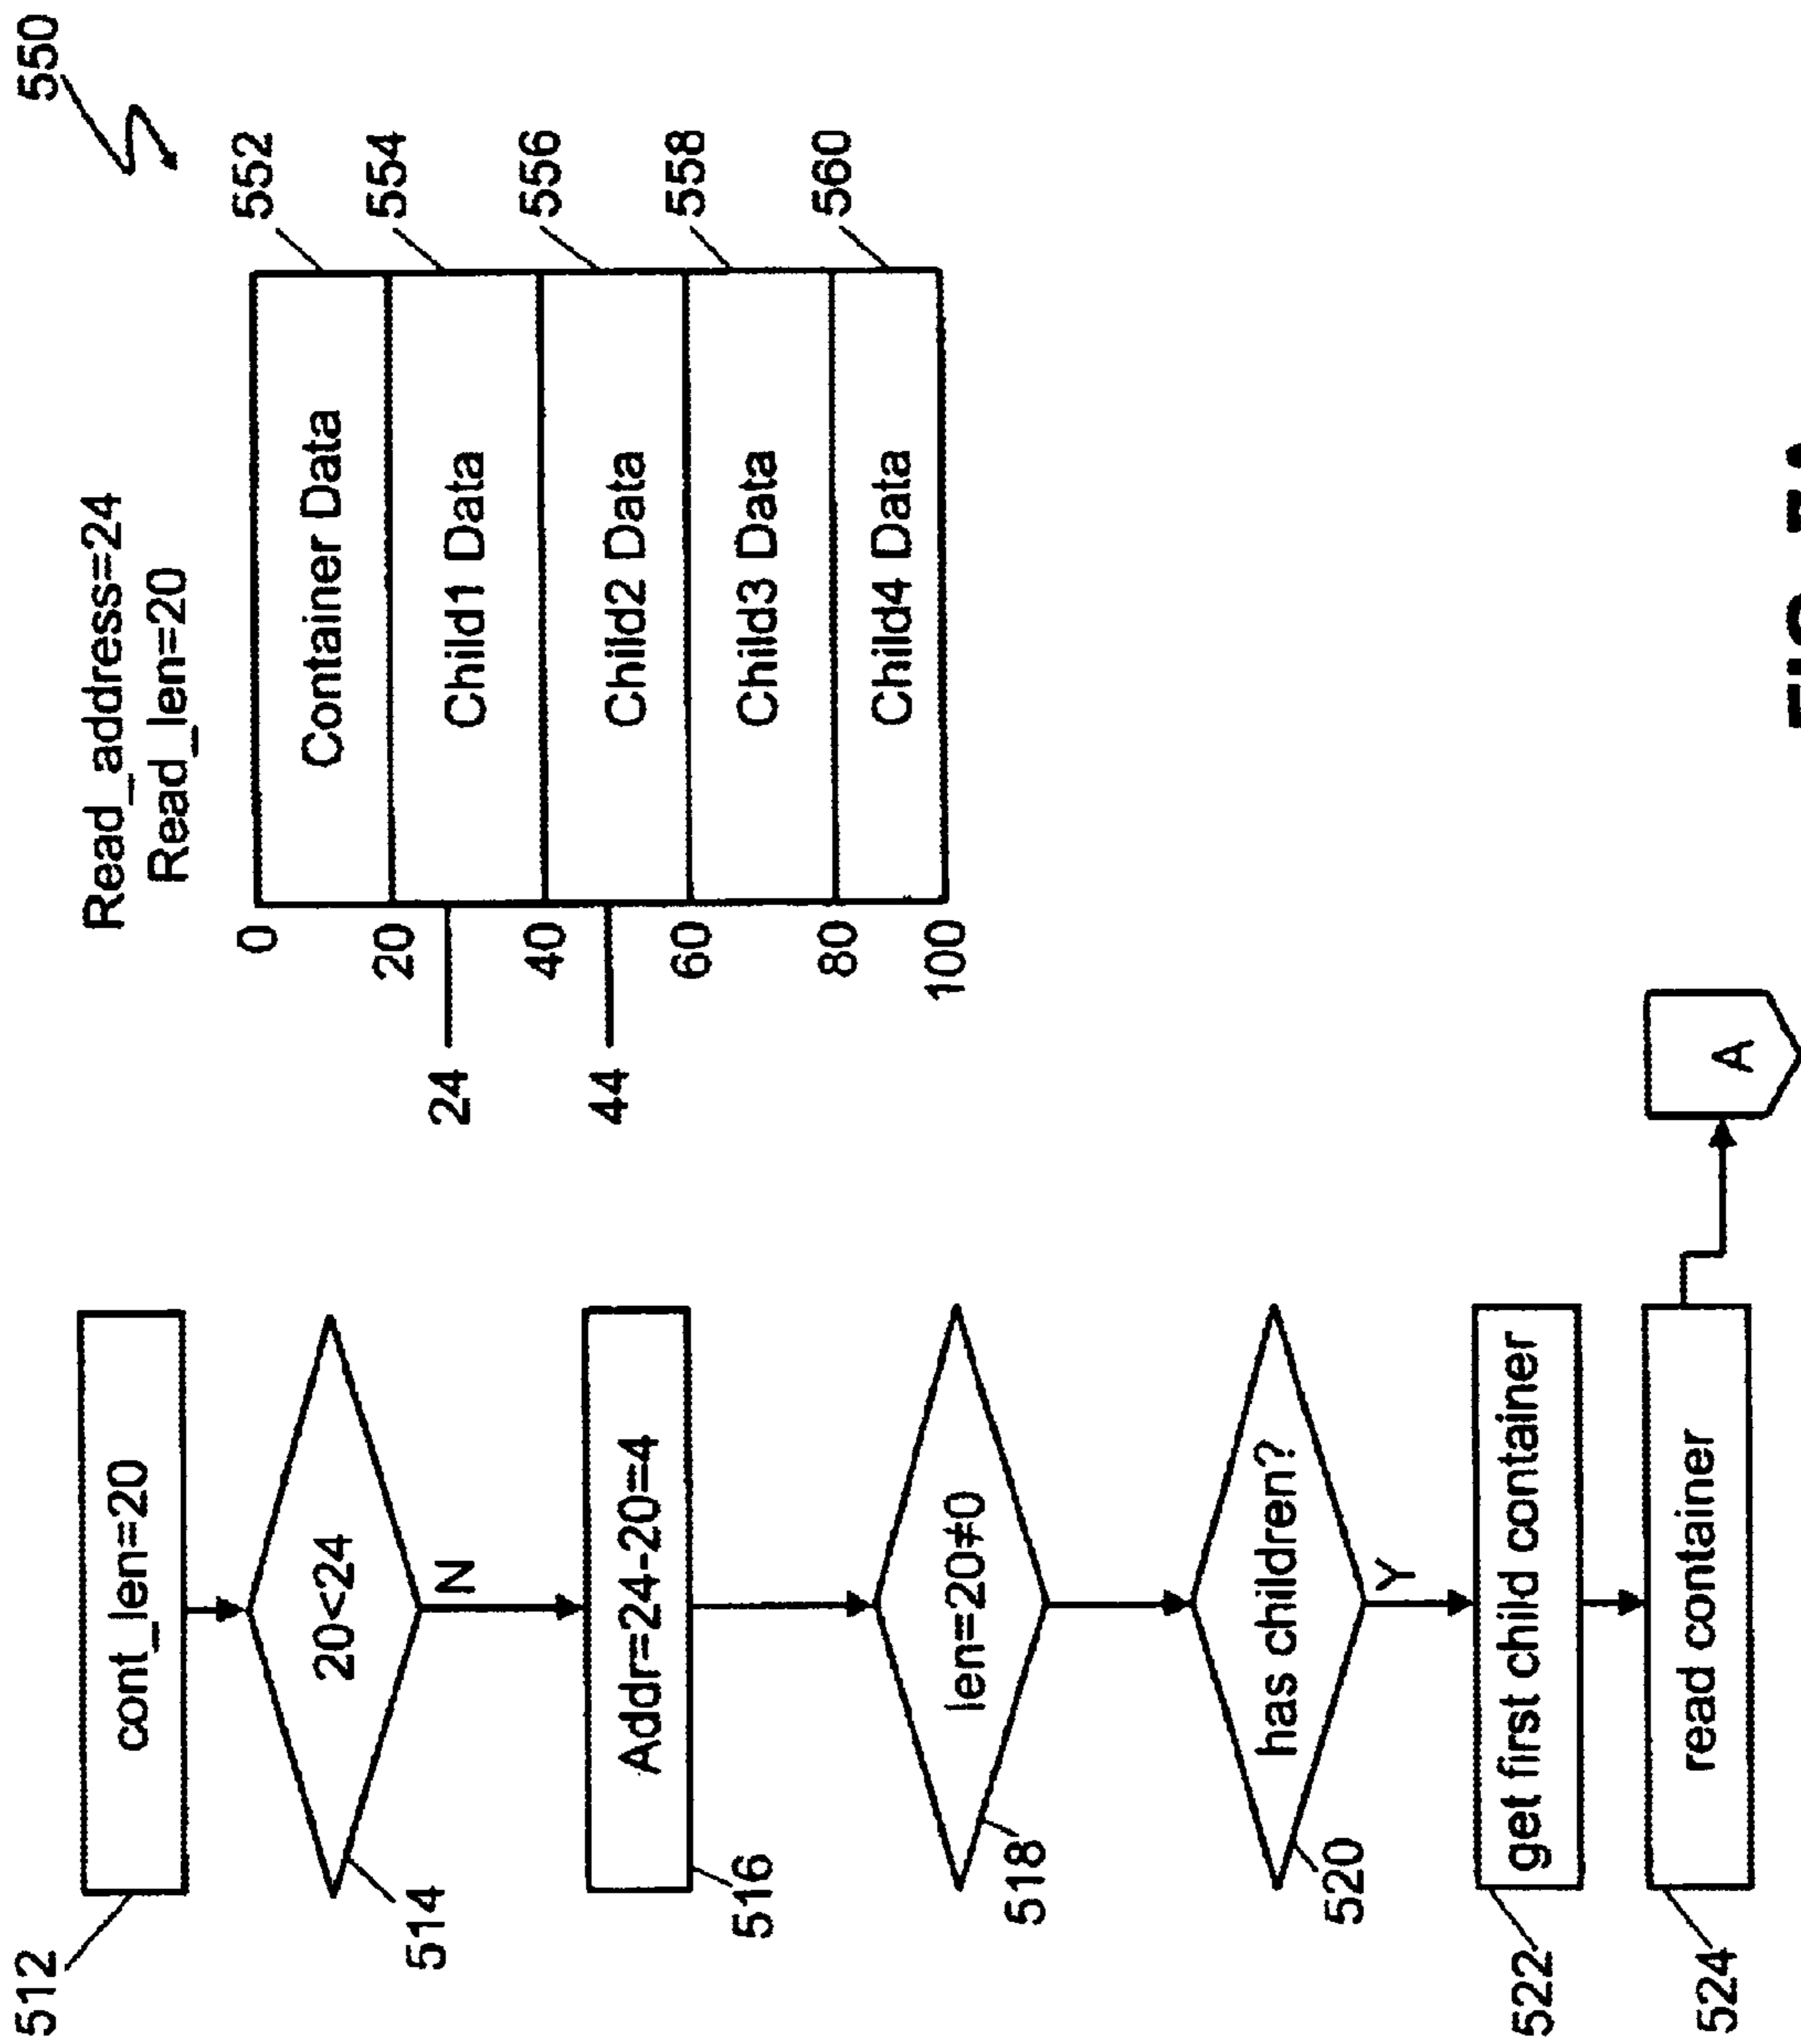 550
Read_address=24
Read_len=20
0
Container Data
552
20
24
Child1 Data
554
40
44
Child2 Data
556
60
Child3 Data
558
80
Child4 Data
560
100
512
cont_len=20
514
20<24
N
516
Addr=24-20=4
518
len=20≠0
520
has children?
Y
522
get first child container
524
read container
A